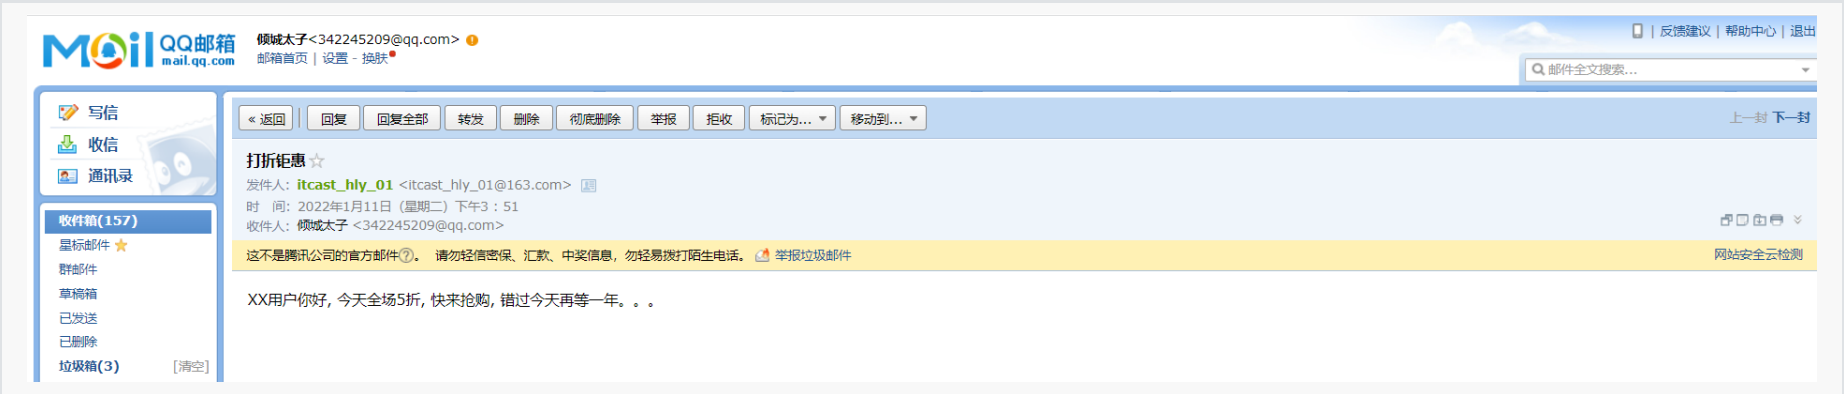 Mail QQ邮箱 mail.qq.com
倾城太子<342245209@qq.com>
邮箱首页 | 设置 - 换肤
| 反馈建议 | 帮助中心 | 退出
邮件全文搜索...
写信
收信
通讯录
收件箱(157)
星标邮件
群邮件
草稿箱
已发送
已删除
垃圾箱(3) [清空]
« 返回 回复 回复全部 转发 删除 彻底删除 举报 拒收 标记为... 移动到...
上一封 下一封
打折钜惠
发件人：itcast_hly_01 <itcast_hly_01@163.com>
时 间：2022年1月11日（星期二）下午3：51
收件人：倾城太子 <342245209@qq.com>
这不是腾讯公司的官方邮件?。 请勿轻信密保、汇款、中奖信息，勿轻易拨打陌生电话。 举报垃圾邮件
网站安全云检测
XX用户你好, 今天全场5折, 快来抢购, 错过今天再等一年。。。